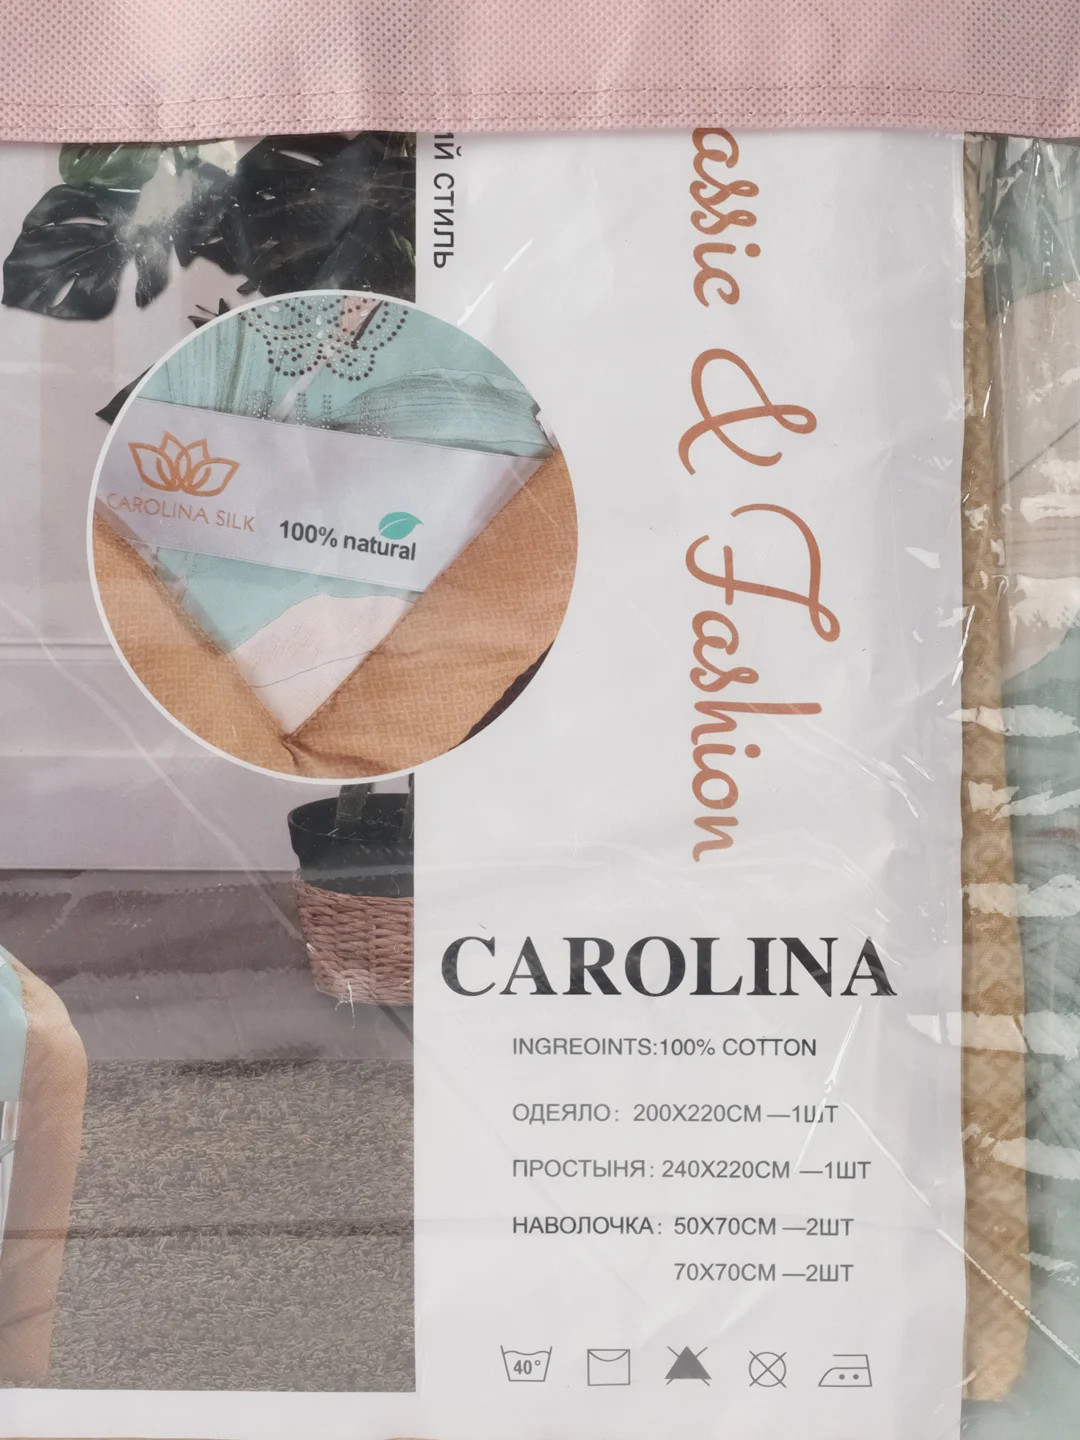 СТИЛЬ
& Fashion
CAROLINA SILK
100% natural
CAROLINA
INGREOINTS:100% COTTON
ОДЕЯЛО: 200X220CM —1ШТ
ПРОСТЫНЯ: 240X220CM —1ШТ
НАВОЛОЧКА: 50X70CM —2ШТ
70X70CM —2ШТ
40°